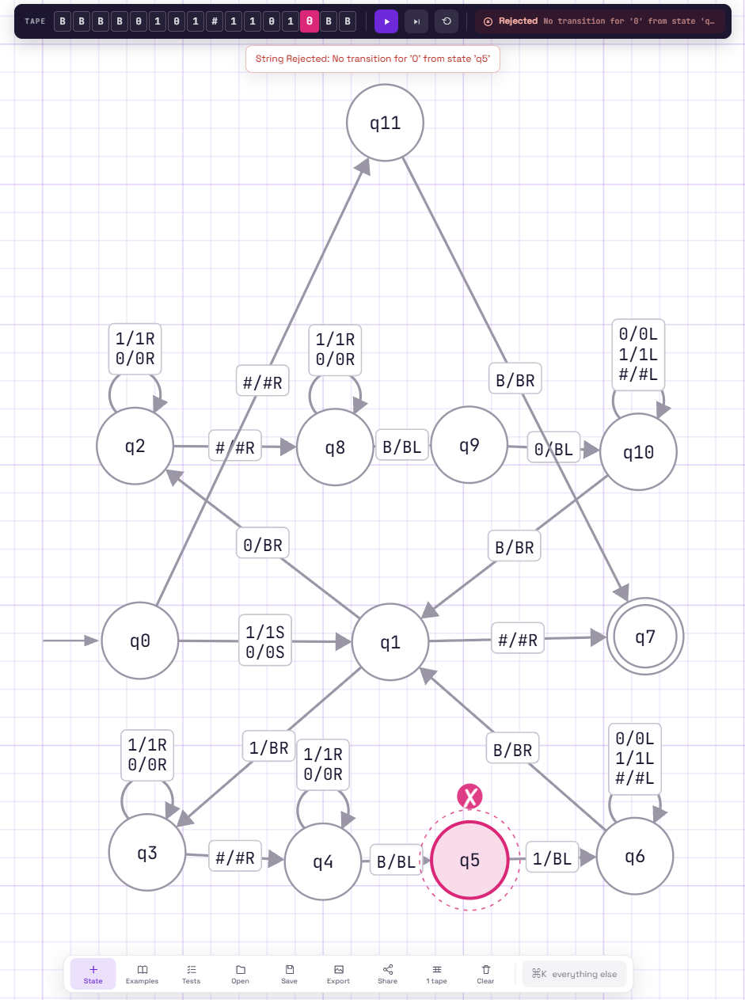 TAPE B B B B 0 1 0 1 # 1 1 0 1 0 B B Rejected No transition for '0' from state 'q…
String Rejected: No transition for '0' from state 'q5'
q11
1/1R
0/0R
1/1R
0/0R
0/0L
1/1L
#/#L
#/#R
B/BR
q2
#/#R
q8
B/BL
q9
0/BL
q10
0/BR
B/BR
q0
1/1S
0/0S
q1
#/#R
q7
1/1R
0/0R
1/BR
1/1R
0/0R
B/BR
0/0L
1/1L
#/#L
X
q3
#/#R
q4
B/BL
q5
1/BL
q6
State Examples Tests Open Save Export Share 1 tape Clear ⌘K everything else